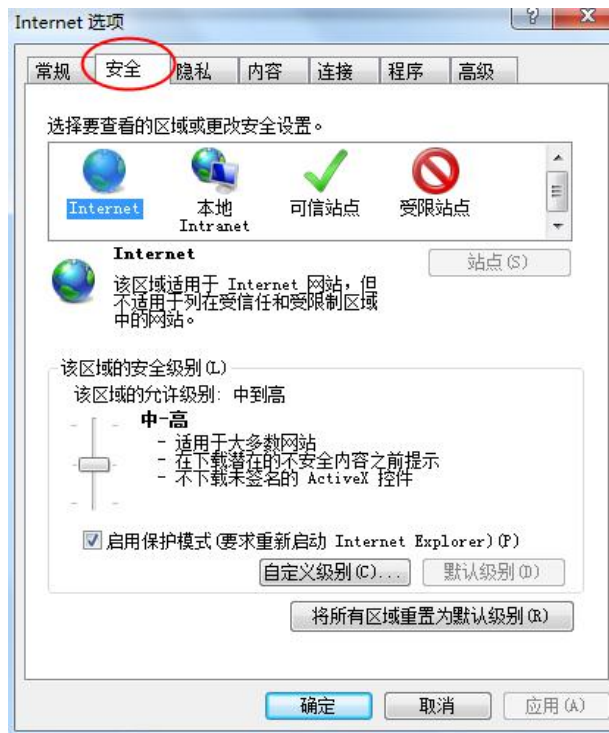 Internet 选项
常规 安全 隐私 内容 连接 程序 高级
选择要查看的区域或更改安全设置。
Internet 本地 Intranet 可信站点 受限站点
Internet
站点(S)
该区域适用于 Internet 网站，但
不适用于列在受信任和受限制区域
中的网站。
该区域的安全级别(L)
该区域的允许级别: 中到高
中-高
- 适用于大多数网站
- 在下载潜在的不安全内容之前提示
- 不下载未签名的 ActiveX 控件
启用保护模式(要求重新启动 Internet Explorer)(P)
自定义级别(C)... 默认级别(D)
将所有区域重置为默认级别(R)
确定 取消 应用(A)